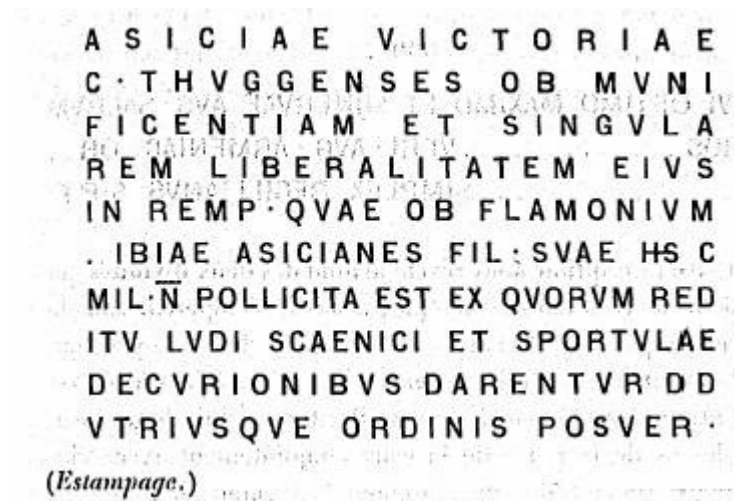 ASICIAE VICTORIAE
C·THVGGENSES OB MVNI
FICENTIAM ET SINGVLA
REM LIBERALITATEM EIVS
IN REMP·QVAE OB FLAMONIVM
. IBIAE ASICIANES FIL·SVAE HS C
MIL·N̅ POLLICITA EST EX QVORVM RED
ITV LVDI SCAENICI ET SPORTVLAE
DECVRIONIBVS DARENTVR DD
VTRIVSQVE ORDINIS POSVER·
(Estampage.)